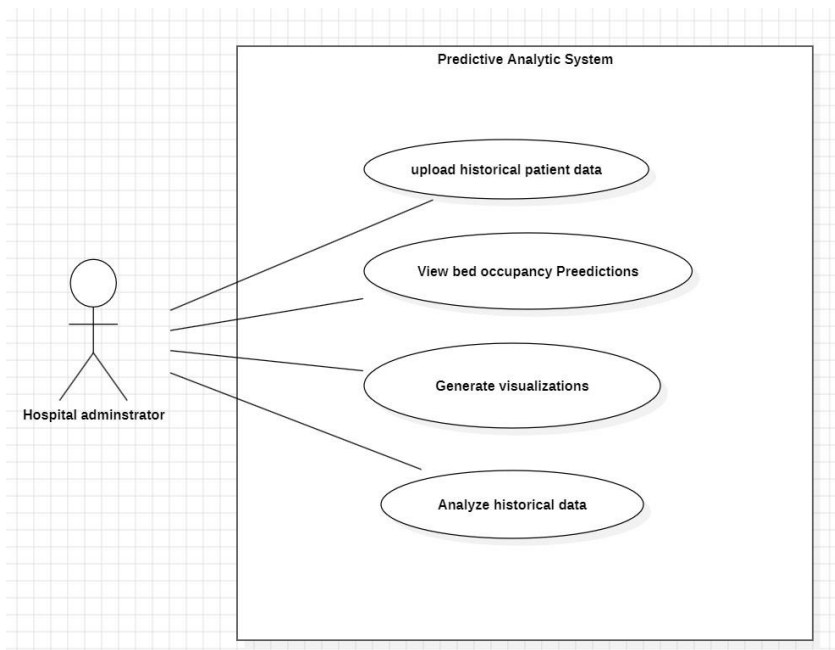 Predictive Analytic System
upload historical patient data
View bed occupancy Preedictions
Generate visualizations
Hospital adminstrator
Analyze historical data